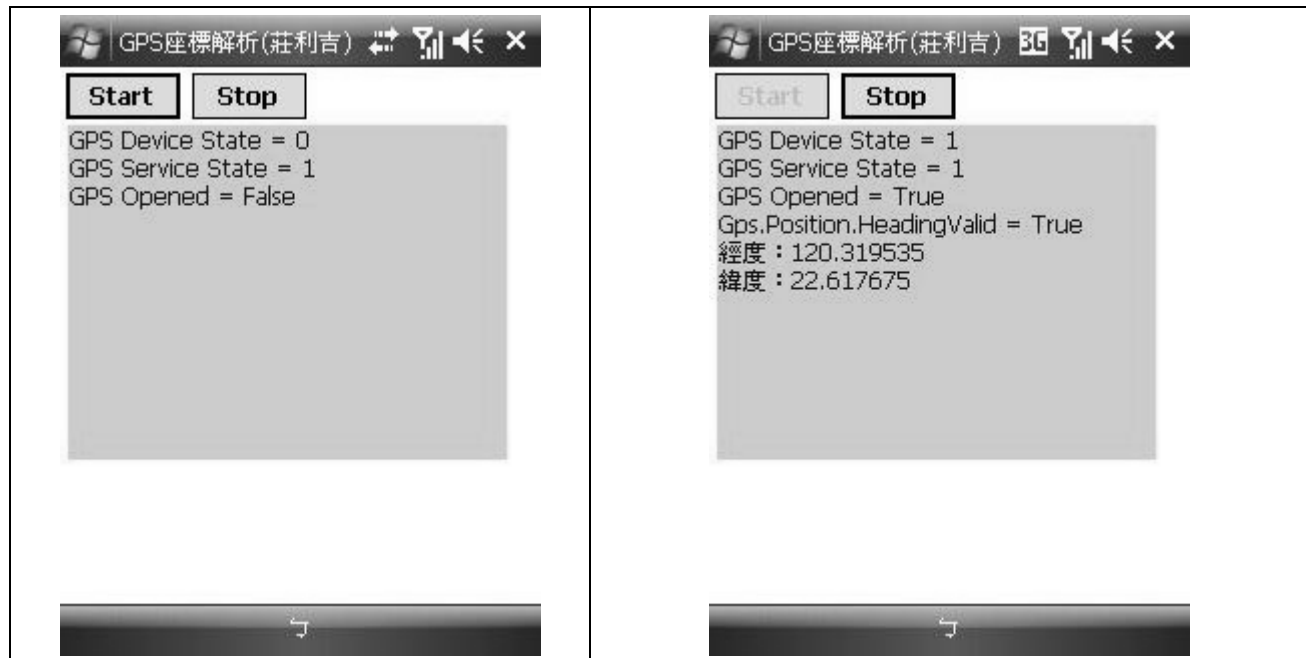 GPS座標解析(莊利吉)
Start Stop
GPS Device State = 0
GPS Service State = 1
GPS Opened = False
ㄅ
GPS座標解析(莊利吉) 3G
Start Stop
GPS Device State = 1
GPS Service State = 1
GPS Opened = True
Gps.Position.HeadingValid = True
經度：120.319535
緯度：22.617675
ㄅ